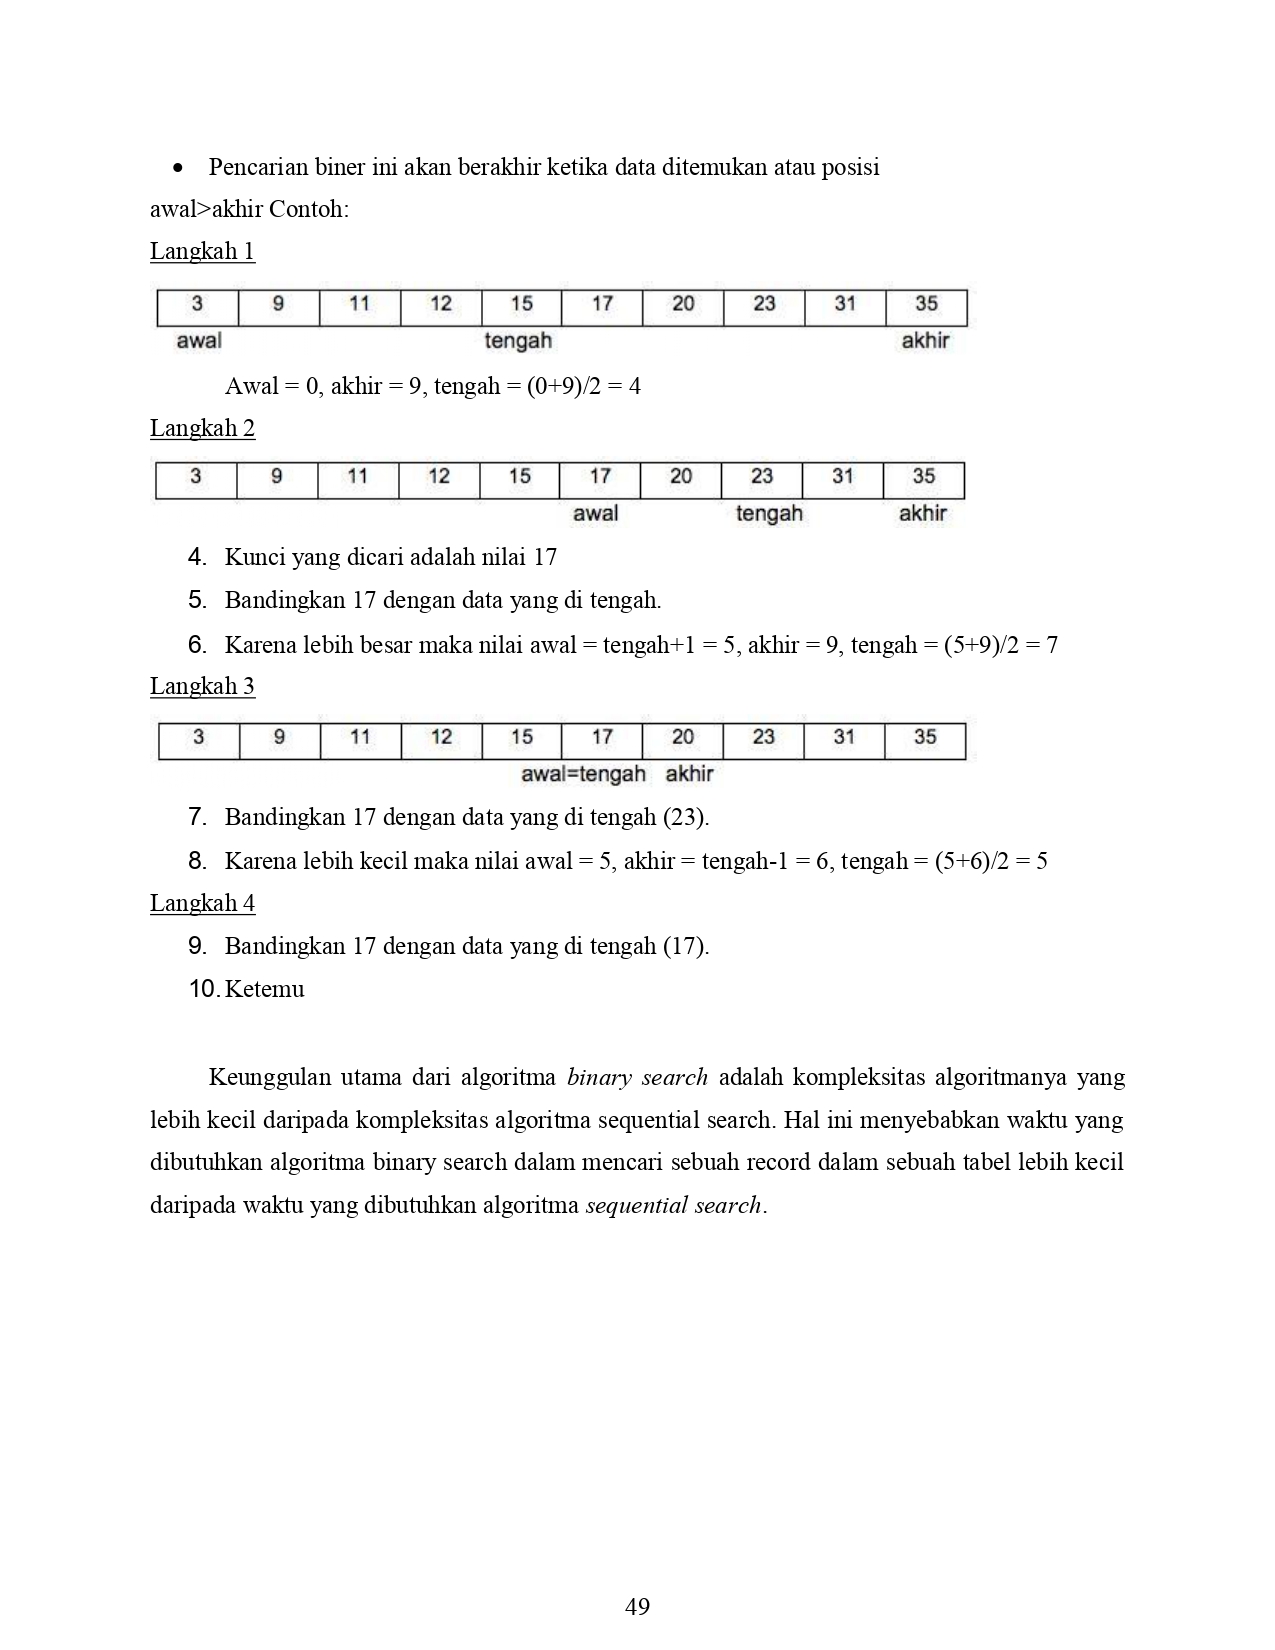 • Pencarian biner ini akan berakhir ketika data ditemukan atau posisi
awal>akhir Contoh:
Langkah 1
3 9 11 12 15 17 20 23 31 35
awal tengah akhir
Awal = 0, akhir = 9, tengah = (0+9)/2 = 4
Langkah 2
3 9 11 12 15 17 20 23 31 35
awal tengah akhir
4. Kunci yang dicari adalah nilai 17
5. Bandingkan 17 dengan data yang di tengah.
6. Karena lebih besar maka nilai awal = tengah+1 = 5, akhir = 9, tengah = (5+9)/2 = 7
Langkah 3
3 9 11 12 15 17 20 23 31 35
awal=tengah akhir
7. Bandingkan 17 dengan data yang di tengah (23).
8. Karena lebih kecil maka nilai awal = 5, akhir = tengah-1 = 6, tengah = (5+6)/2 = 5
Langkah 4
9. Bandingkan 17 dengan data yang di tengah (17).
10. Ketemu
Keunggulan utama dari algoritma binary search adalah kompleksitas algoritmanya yang
lebih kecil daripada kompleksitas algoritma sequential search. Hal ini menyebabkan waktu yang
dibutuhkan algoritma binary search dalam mencari sebuah record dalam sebuah tabel lebih kecil
daripada waktu yang dibutuhkan algoritma sequential search.
49